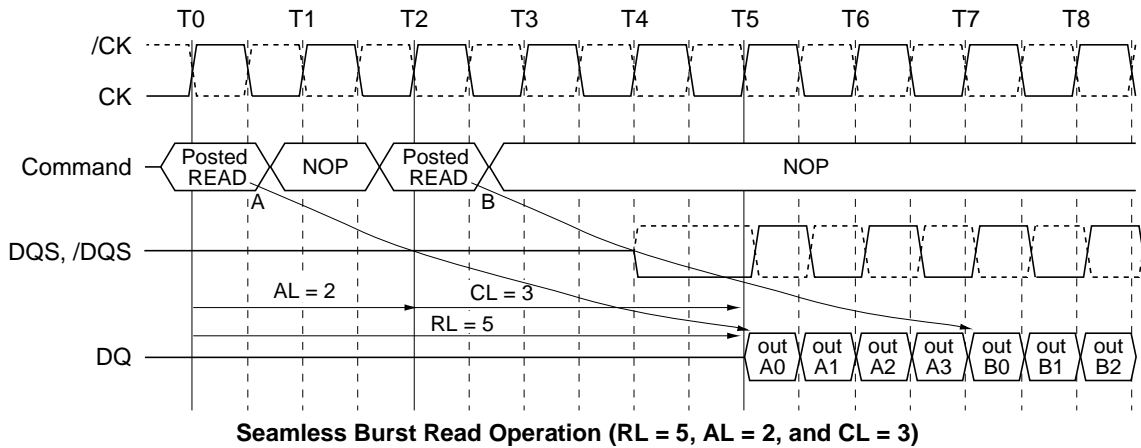 T0 T1 T2 T3 T4 T5 T6 T7 T8
/CK
CK
Command
Posted
READ
NOP
Posted
READ
NOP
A
B
DQS, /DQS
AL = 2
CL = 3
RL = 5
DQ
out
A0
out
A1
out
A2
out
A3
out
B0
out
B1
out
B2
Seamless Burst Read Operation (RL = 5, AL = 2, and CL = 3)